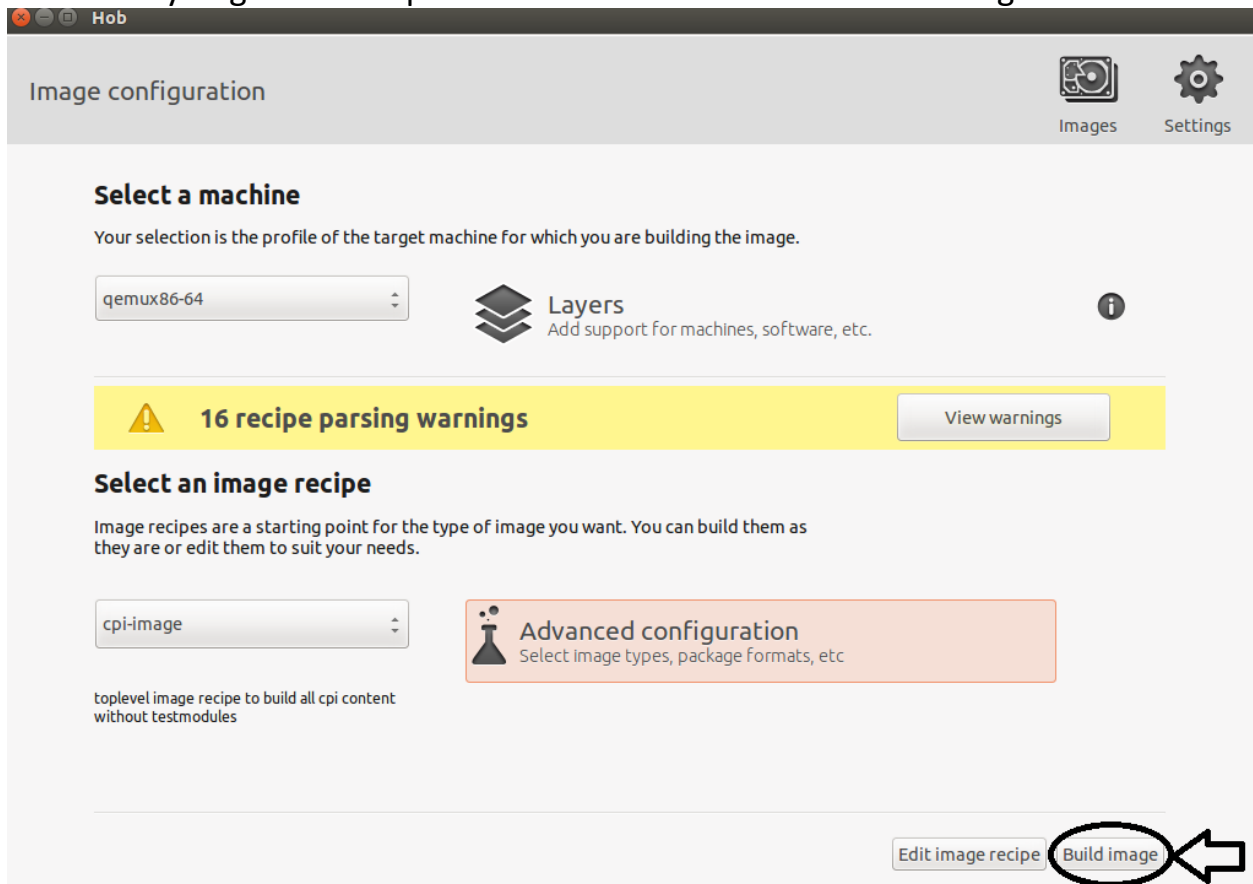 Hob
Image configuration
Images
Settings
Select a machine
Your selection is the profile of the target machine for which you are building the image.
qemux86-64
Layers
Add support for machines, software, etc.
16 recipe parsing warnings
View warnings
Select an image recipe
Image recipes are a starting point for the type of image you want. You can build them as
they are or edit them to suit your needs.
cpi-image
Advanced configuration
Select image types, package formats, etc
toplevel image recipe to build all cpi content
without testmodules
Edit image recipe
Build image